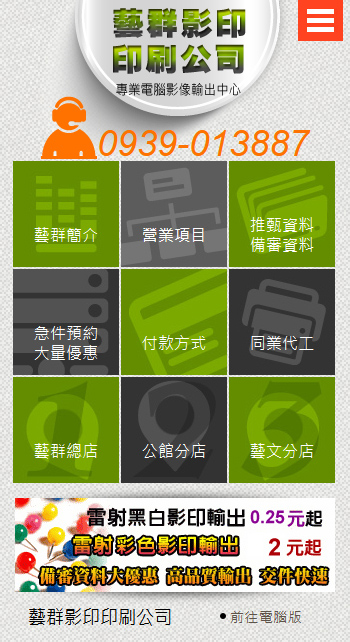 藝群影印
印刷公司
專業電腦影像輸出中心
0939-013887
藝群簡介
營業項目
推甄資料
備審資料
急件預約
大量優惠
付款方式
同業代工
1
2
3
藝群總店
公館分店
藝文分店
雷射黑白影印輸出 0.25 元起
雷射彩色影印輸出 2 元起
備審資料大優惠 高品質輸出 交件快速
藝群影印印刷公司
前往電腦版